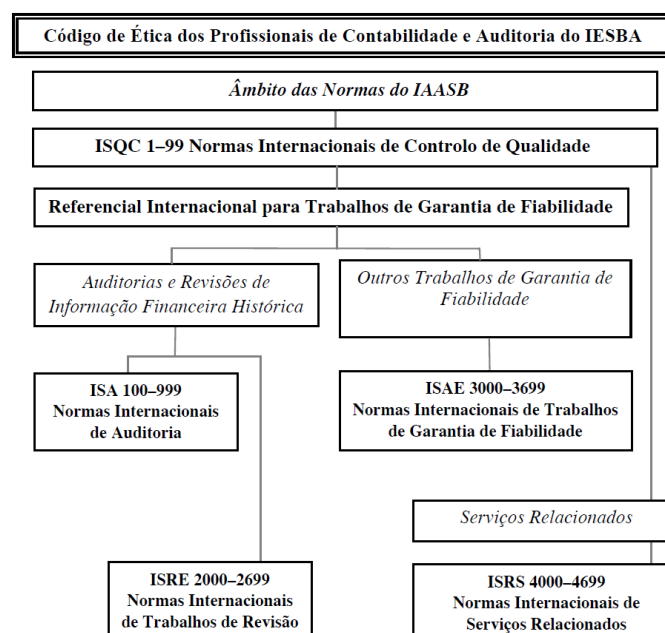 Código de Ética dos Profissionais de Contabilidade e Auditoria do IESBA
Âmbito das Normas do IAASB
ISQC 1–99 Normas Internacionais de Controlo de Qualidade
Referencial Internacional para Trabalhos de Garantia de Fiabilidade
Auditorias e Revisões de
Informação Financeira Histórica
Outros Trabalhos de Garantia de
Fiabilidade
ISA 100–999
Normas Internacionais
de Auditoria
ISAE 3000–3699
Normas Internacionais de Trabalhos
de Garantia de Fiabilidade
Serviços Relacionados
ISRE 2000–2699
Normas Internacionais
de Trabalhos de Revisão
ISRS 4000–4699
Normas Internacionais de
Serviços Relacionados